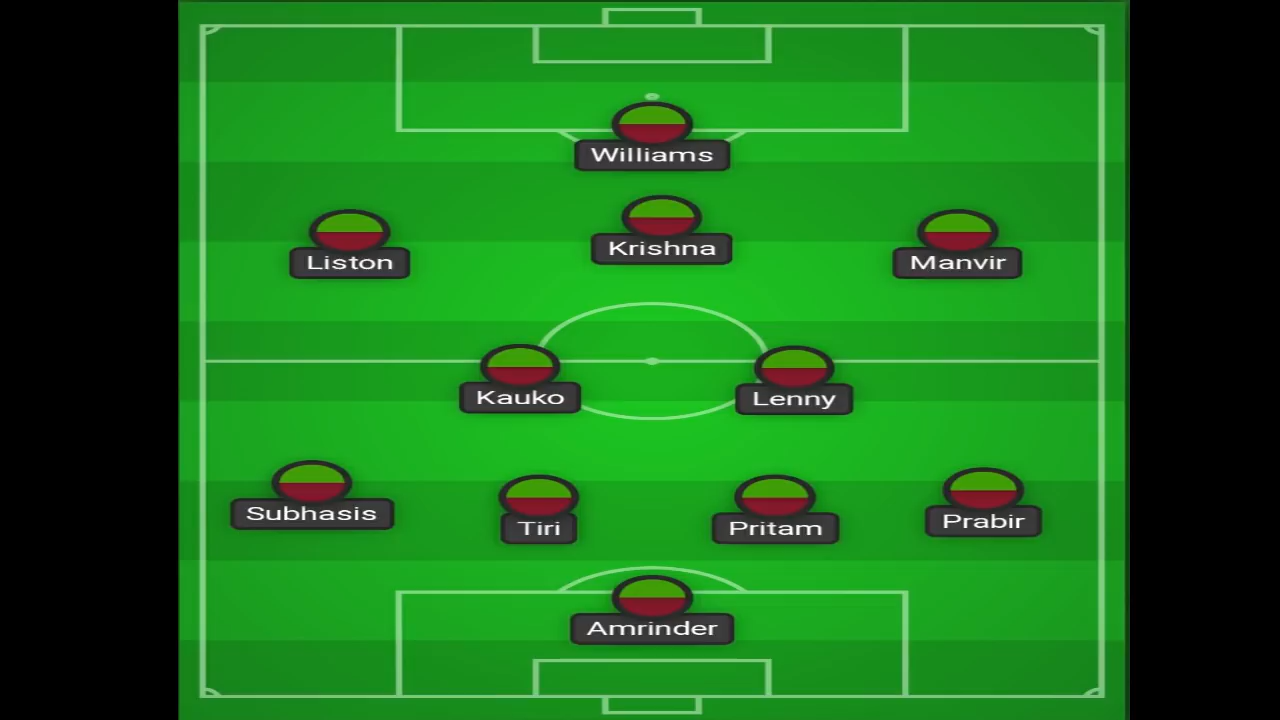 Williams
Krishna
Liston
Manvir
Kauko
Lenny
Subhasis
Tiri
Pritam
Prabir
Amrinder